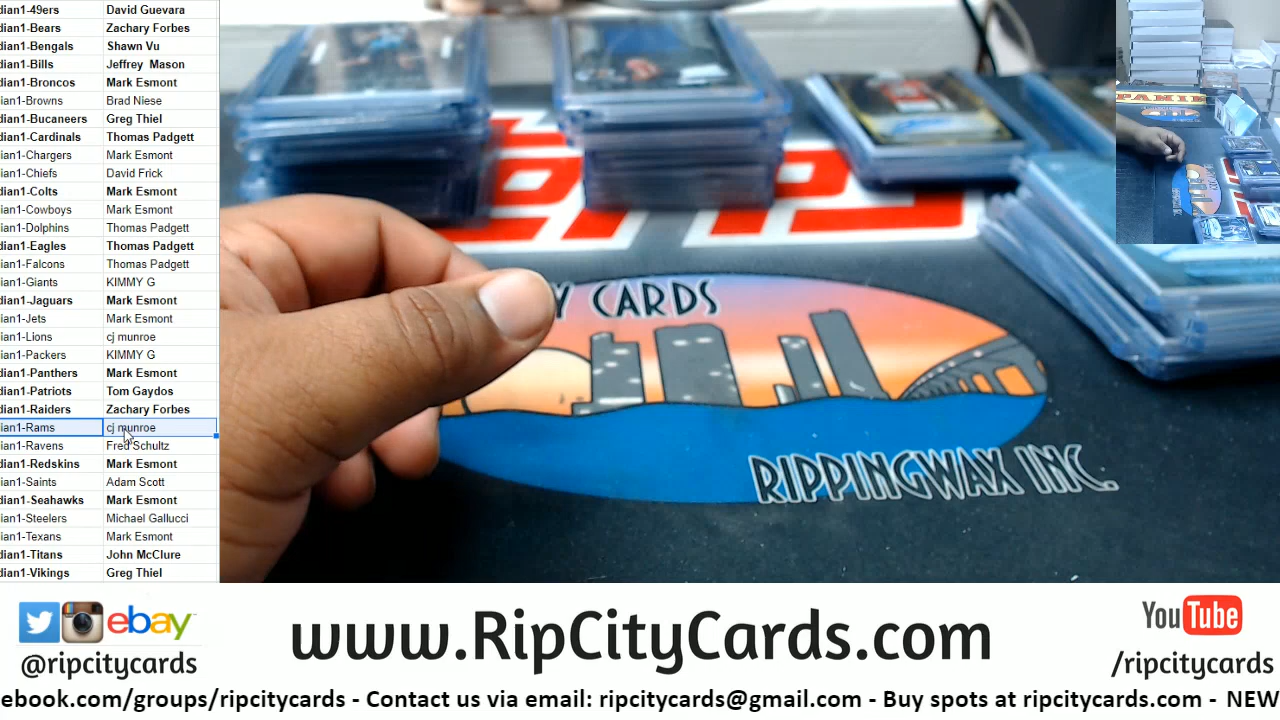 dian1-49ers David Guevara
dian1-Bears Zachary Forbes
dian1-Bengals Shawn Vu
dian1-Bills Jeffrey Mason
dian1-Broncos Mark Esmont
ian1-Browns Brad Niese
dian1-Bucaneers Greg Thiel
dian1-Cardinals Thomas Padgett
ian1-Chargers Mark Esmont
ian1-Chiefs David Frick
dian1-Colts Mark Esmont
ian1-Cowboys Mark Esmont
ian1-Dolphins Thomas Padgett
dian1-Eagles Thomas Padgett
ian1-Falcons Thomas Padgett
ian1-Giants KIMMY G
dian1-Jaguars Mark Esmont
ian1-Jets Mark Esmont
ian1-Lions cj munroe
ian1-Packers KIMMY G
dian1-Panthers Mark Esmont
dian1-Patriots Tom Gaydos
dian1-Raiders Zachary Forbes
ian1-Rams cj munroe
ian1-Ravens Fred Schultz
dian1-Redskins Mark Esmont
ian1-Saints Adam Scott
dian1-Seahawks Mark Esmont
ian1-Steelers Michael Gallucci
ian1-Texans Mark Esmont
dian1-Titans John McClure
dian1-Vikings Greg Thiel
Y CARDS
RIPPINGWAX INC.
ebay
@ripcitycards
www.RipCityCards.com
YouTube
/ripcitycards
ebook.com/groups/ripcitycards - Contact us via email: ripcitycards@gmail.com - Buy spots at ripcitycards.com - NEW